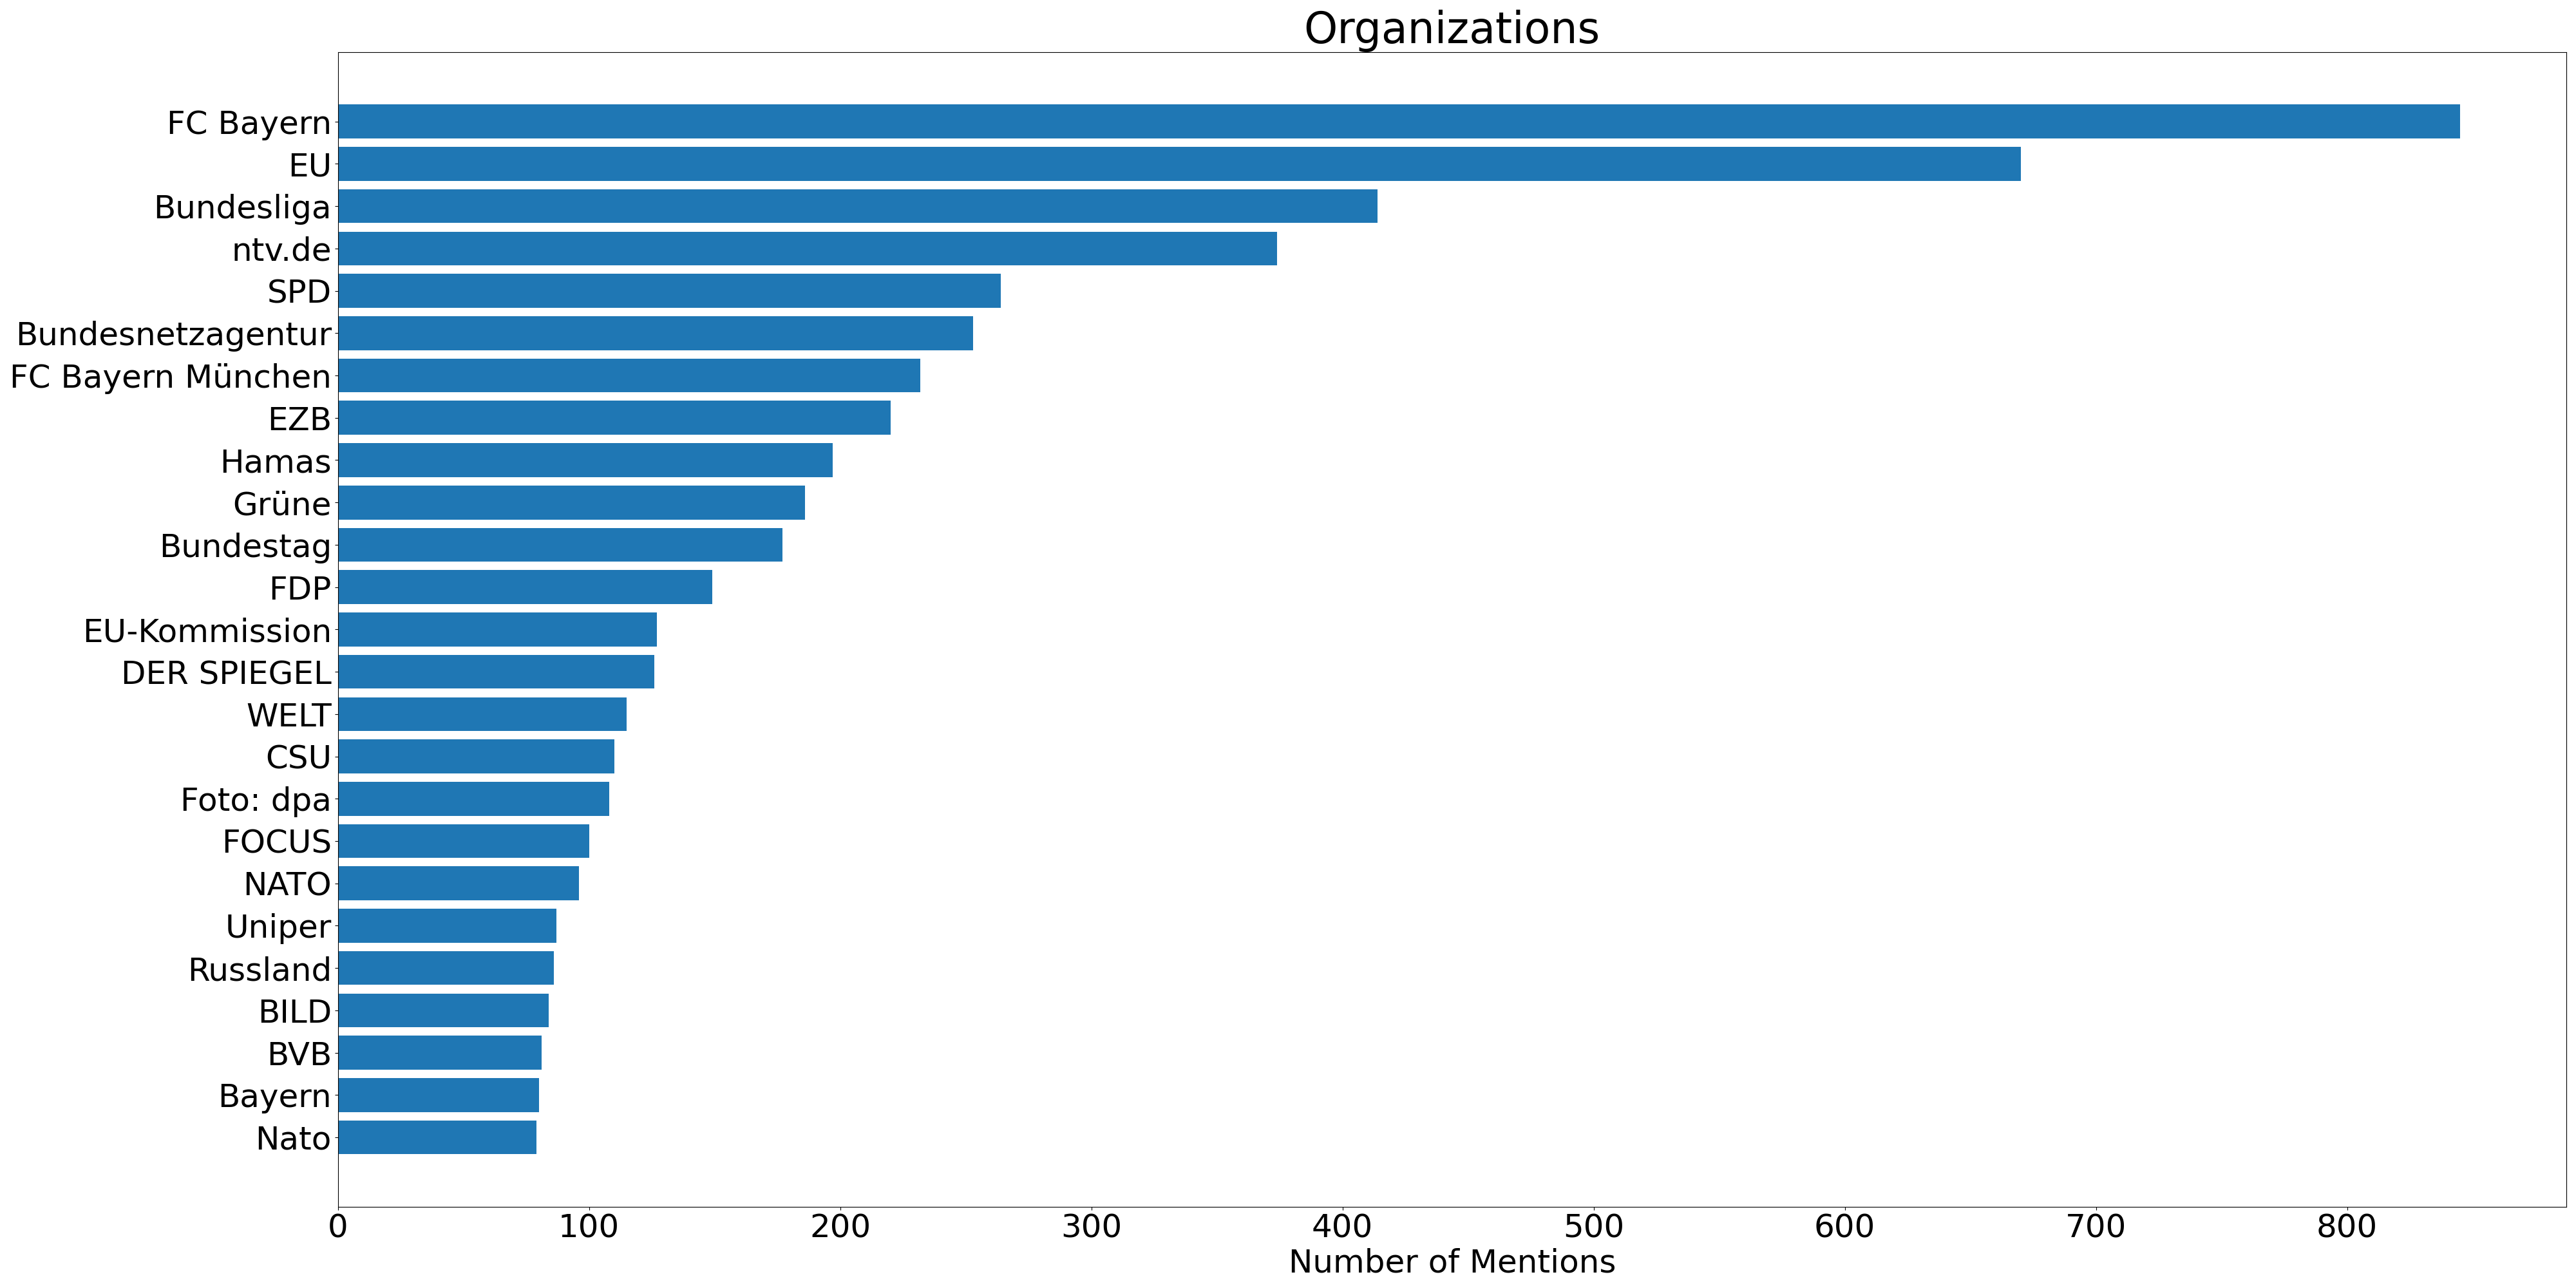 Organizations
FC Bayern
EU
Bundesliga
ntv.de
SPD
Bundesnetzagentur
FC Bayern München
EZB
Hamas
Grüne
Bundestag
FDP
EU-Kommission
DER SPIEGEL
WELT
CSU
Foto: dpa
FOCUS
NATO
Uniper
Russland
BILD
BVB
Bayern
Nato
0 100 200 300 400 500 600 700 800
Number of Mentions